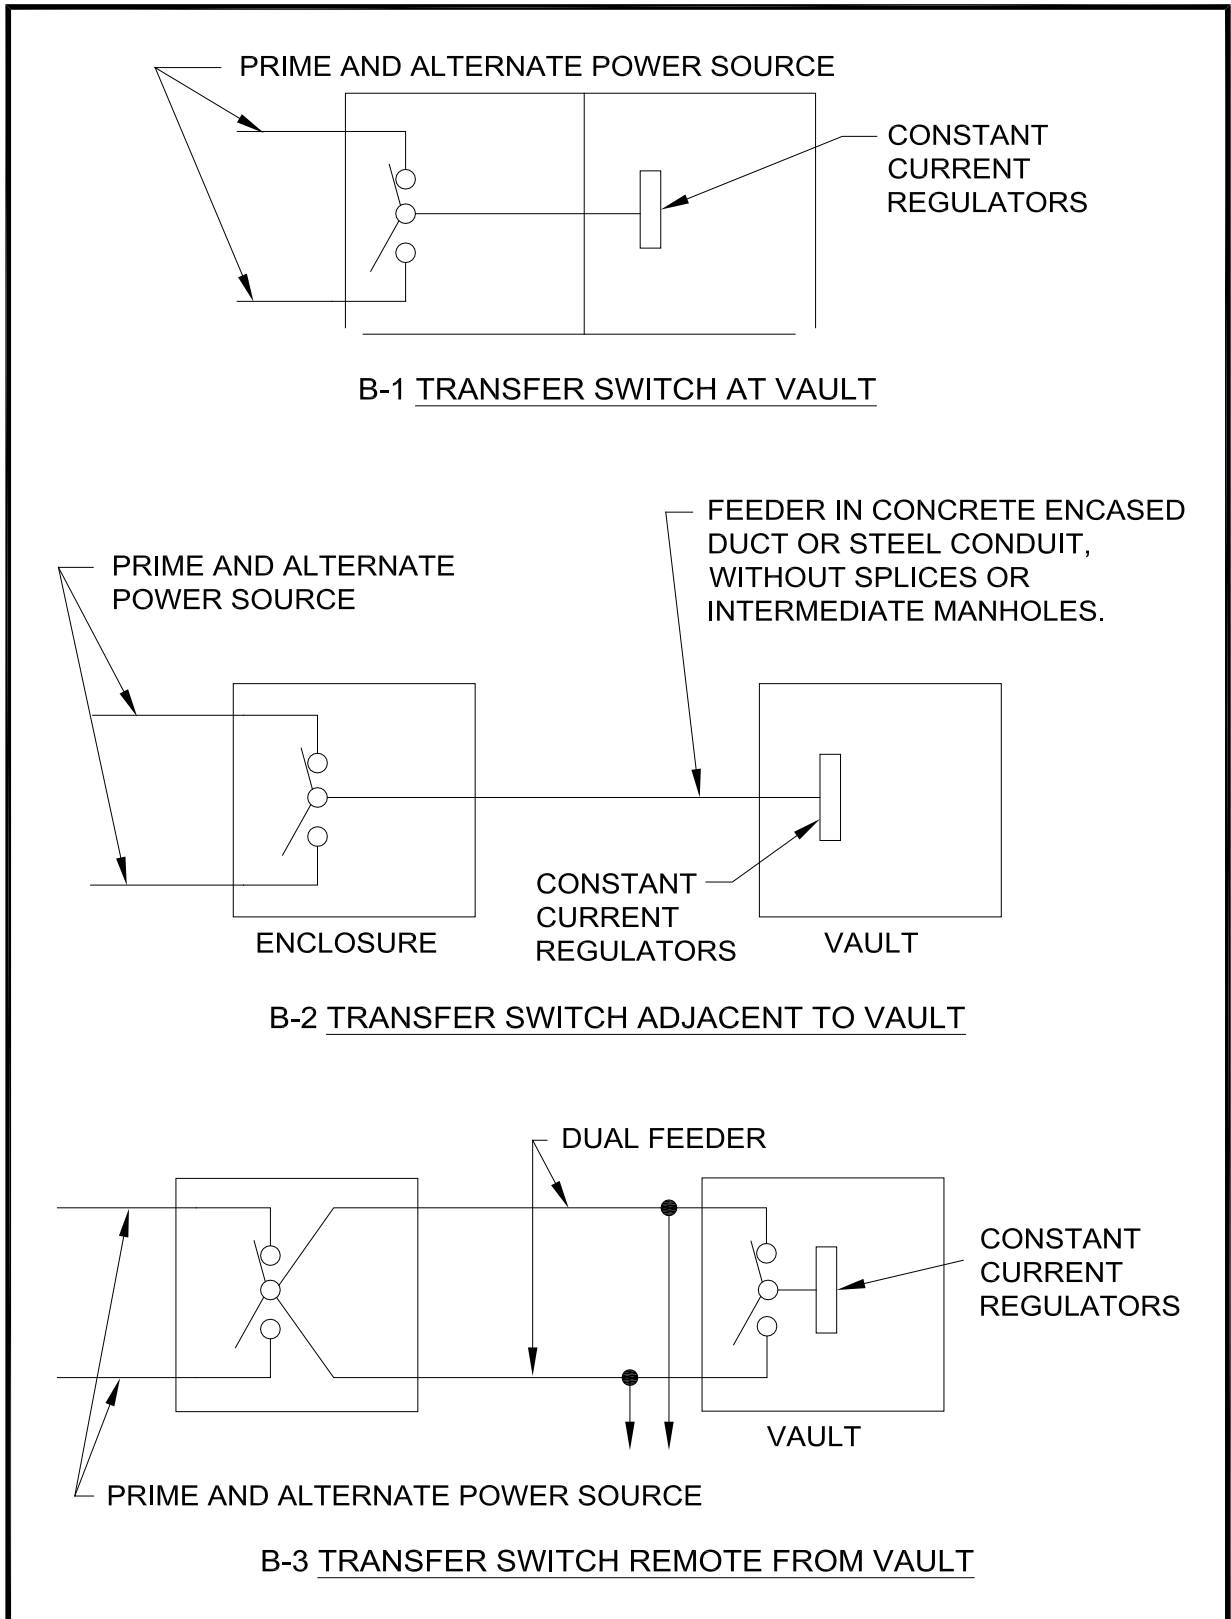 PRIME AND ALTERNATE POWER SOURCE
CONSTANT
CURRENT
REGULATORS
B-1 TRANSFER SWITCH AT VAULT
FEEDER IN CONCRETE ENCASED
DUCT OR STEEL CONDUIT,
WITHOUT SPLICES OR
INTERMEDIATE MANHOLES.
PRIME AND ALTERNATE
POWER SOURCE
CONSTANT
CURRENT
REGULATORS
ENCLOSURE
VAULT
B-2 TRANSFER SWITCH ADJACENT TO VAULT
DUAL FEEDER
CONSTANT
CURRENT
REGULATORS
VAULT
PRIME AND ALTERNATE POWER SOURCE
B-3 TRANSFER SWITCH REMOTE FROM VAULT